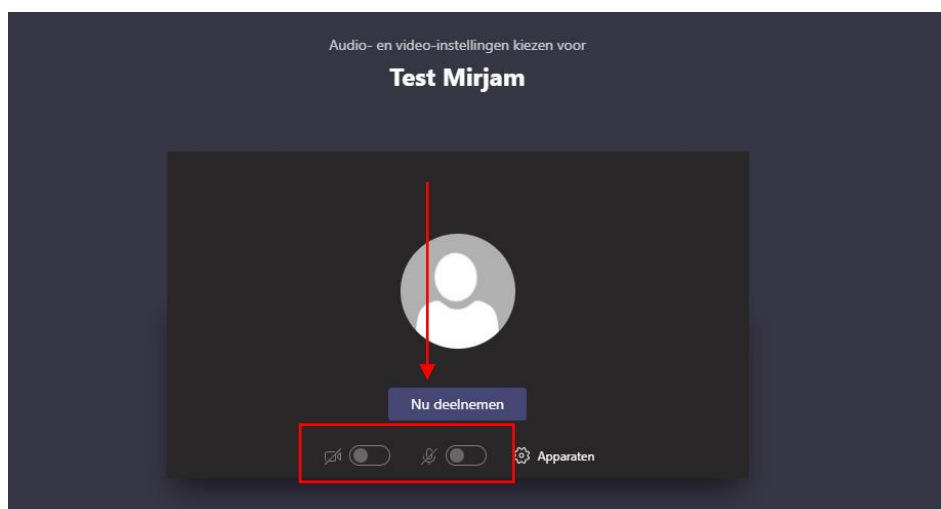 Audio- en video-instellingen kiezen voor
Test Mirjam
Nu deelnemen
Apparaten